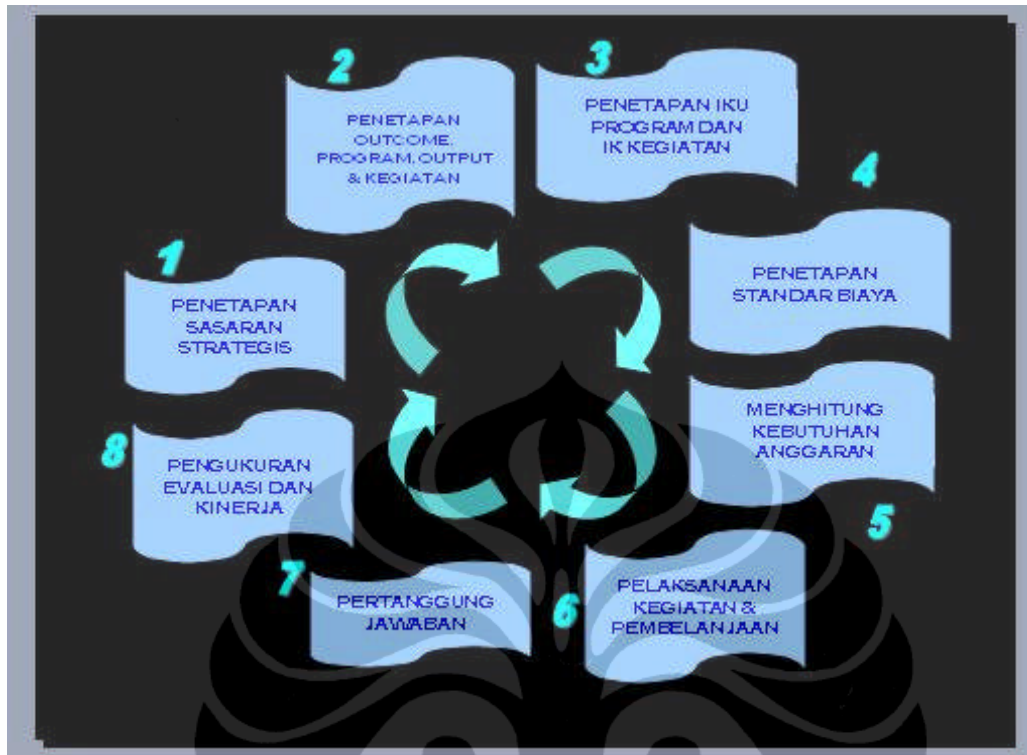 1
PENETAPAN
SASARAN
STRATEGIS
2
PENETAPAN
OUTCOME,
PROGRAM, OUTPUT
& KEGIATAN
3
PENETAPAN IKU
PROGRAM DAN
IK KEGIATAN
4
PENETAPAN
STANDAR BIAYA
MENGHITUNG
KEBUTUHAN
ANGGARAN
5
6
PELAKSANAAN
KEGIATAN &
PEMBELANJAAN
7
PERTANGGUNG
JAWABAN
8
PENGUKURAN
EVALUASI DAN
KINERJA